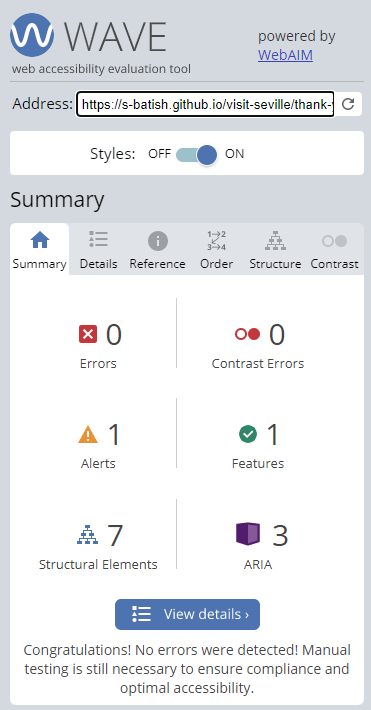 WAVE
powered by
WebAIM
web accessibility evaluation tool
Address: https://s-batish.github.io/visit-seville/thank-
Styles: OFF ON
Summary
Summary Details Reference Order Structure Contrast
0 0
Errors Contrast Errors
1 1
Alerts Features
7 3
Structural Elements ARIA
View details ›
Congratulations! No errors were detected! Manual
testing is still necessary to ensure compliance and
optimal accessibility.